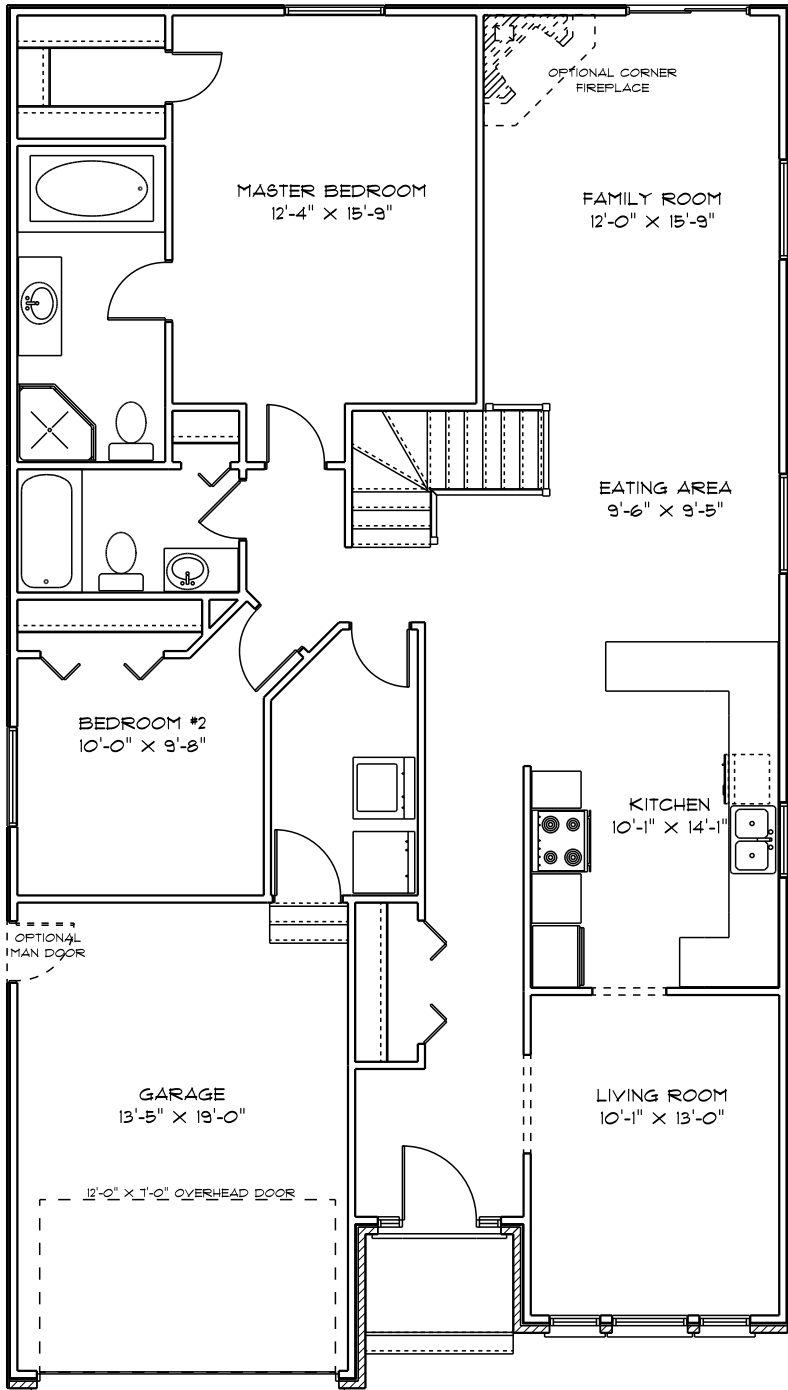 OPTIONAL CORNER
FIREPLACE
MASTER BEDROOM
12'-4" X 15'-9"
FAMILY ROOM
12'-0" X 15'-9"
EATING AREA
9'-6" X 9'-5"
BEDROOM #2
10'-0" X 9'-8"
KITCHEN
10'-1" X 14'-1"
OPTIONAL
MAN DOOR
GARAGE
13'-5" X 19'-0"
LIVING ROOM
10'-1" X 13'-0"
12'-0" X 7'-0" OVERHEAD DOOR